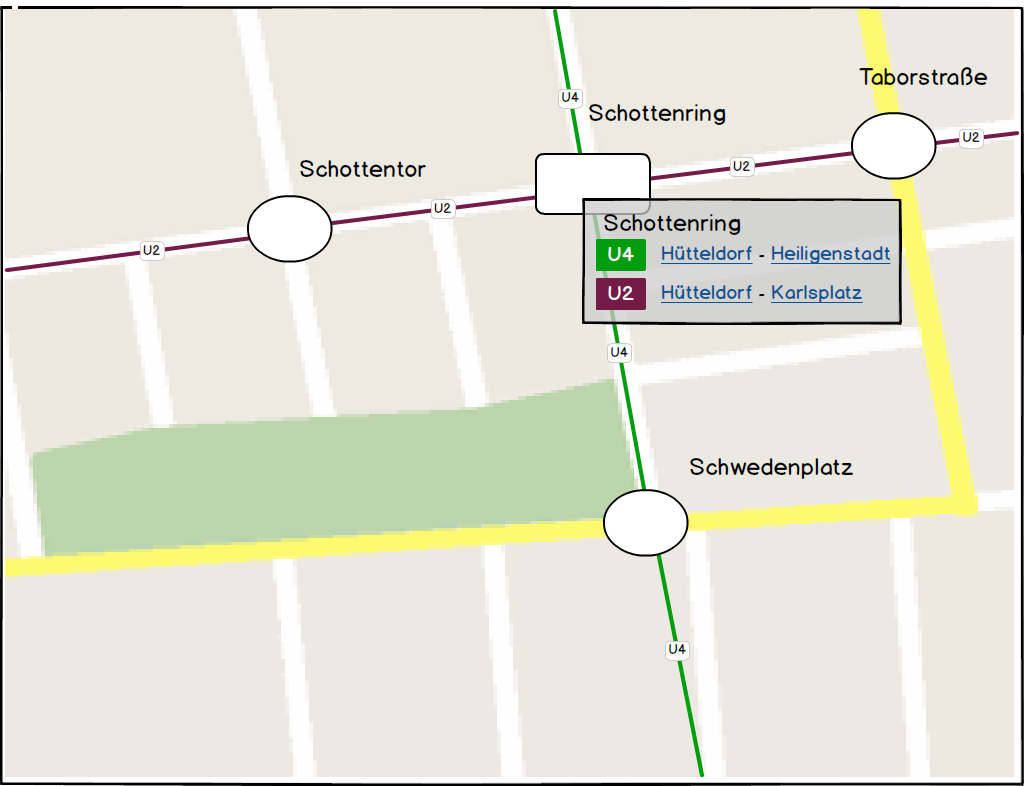 Taborstraße
U4
Schottenring
U2
U2
Schottentor
U2
U2
Schottenring
U4 Hütteldorf - Heiligenstadt
U2 Hütteldorf - Karlsplatz
U4
Schwedenplatz
U4